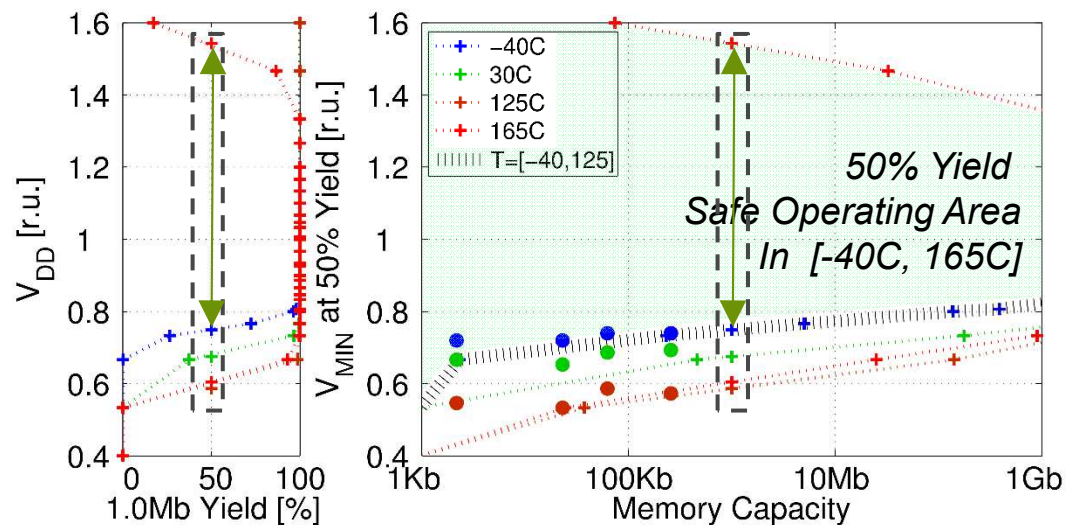 1.6
1.4
1.2
1
0.8
0.6
0.4
V_DD [r.u.]
0 50 100
1.0Mb Yield [%]
V_MIN at 50% Yield [r.u.]
1.6
1.4
1.2
1
0.8
0.6
0.4
−40C
30C
125C
165C
T=[−40,125]
50% Yield
Safe Operating Area
In [-40C, 165C]
1Kb 100Kb 10Mb 1Gb
Memory Capacity